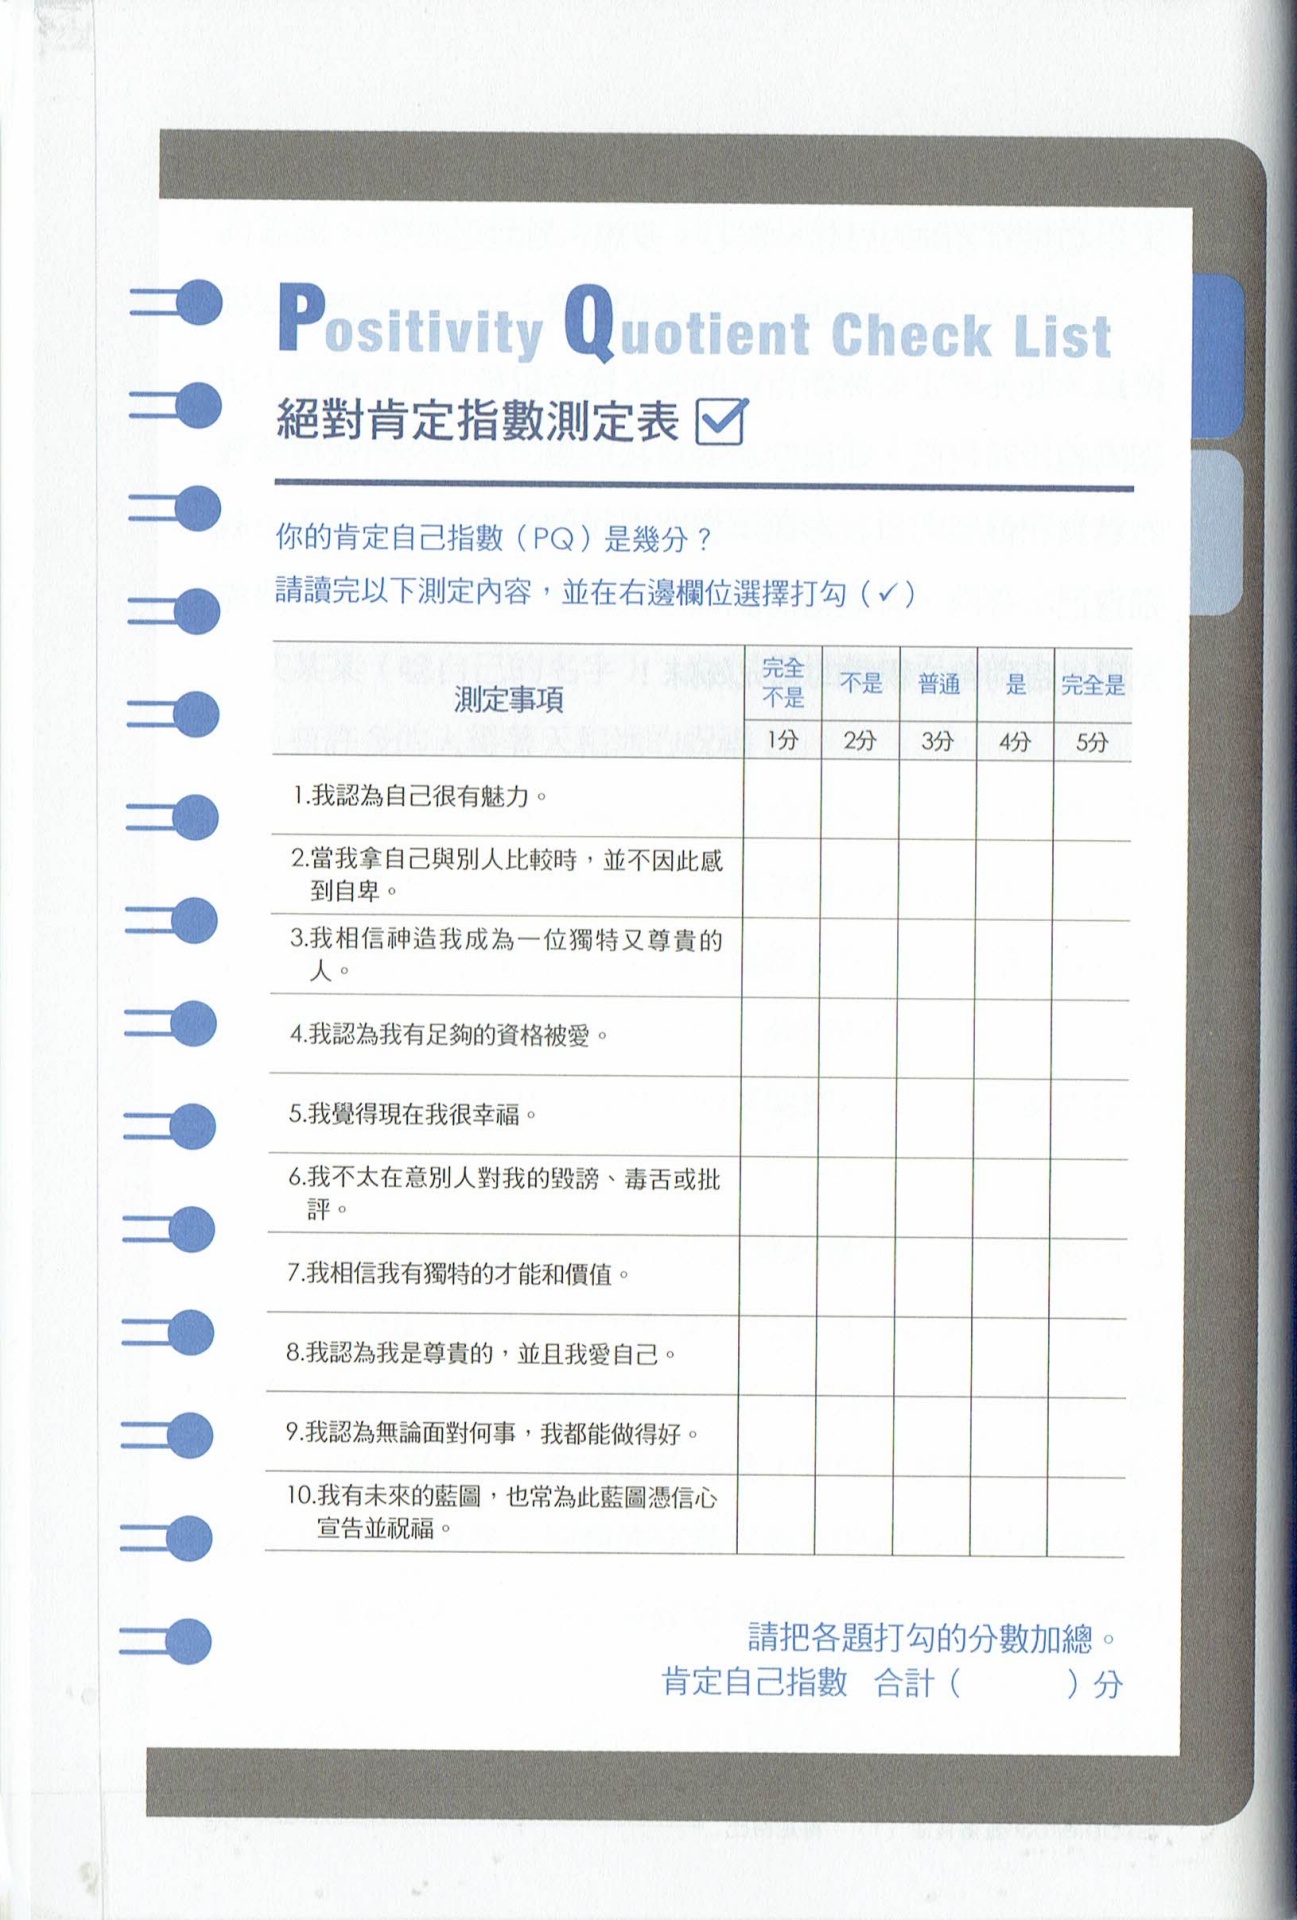 Positivity Quotient Check List
絕對肯定指數測定表
你的肯定自己指數（PQ）是幾分？
請讀完以下測定內容，並在右邊欄位選擇打勾（✓）
測定事項
完全
不是
不是
普通
是
完全是
1分
2分
3分
4分
5分
1.我認為自己很有魅力。
2.當我拿自己與別人比較時，並不因此感
到自卑。
3.我相信神造我成為一位獨特又尊貴的
人。
4.我認為我有足夠的資格被愛。
5.我覺得現在我很幸福。
6.我不太在意別人對我的毀謗、毒舌或批
評。
7.我相信我有獨特的才能和價值。
8.我認為我是尊貴的，並且我愛自己。
9.我認為無論面對何事，我都能做得好。
10.我有未來的藍圖，也常為此藍圖憑信心
宣告並祝福。
請把各題打勾的分數加總。
肯定自己指數 合計（ ）分